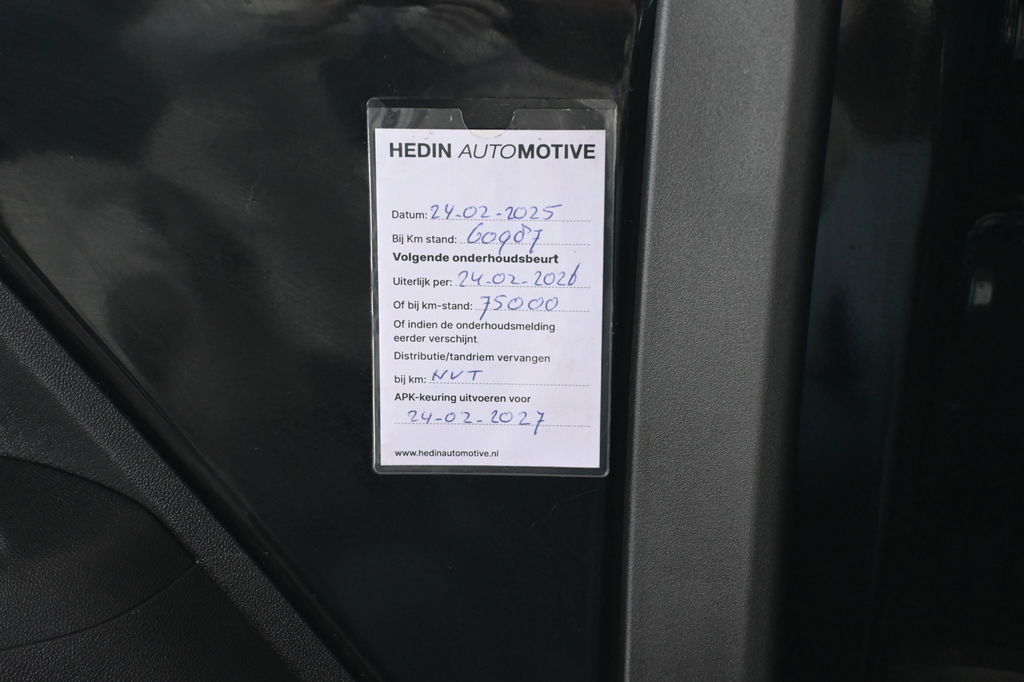 HEDIN AUTOMOTIVE
Datum: 24-02-2025
Bij Km stand: 60987
Volgende onderhoudsbeurt
Uiterlijk per: 24-02-2026
Of bij km-stand: 75000
Of indien de onderhoudsmelding
eerder verschijnt
Distributie/tandriem vervangen
bij km: NVT
APK-keuring uitvoeren voor
24-02-2027
www.hedinautomotive.nl